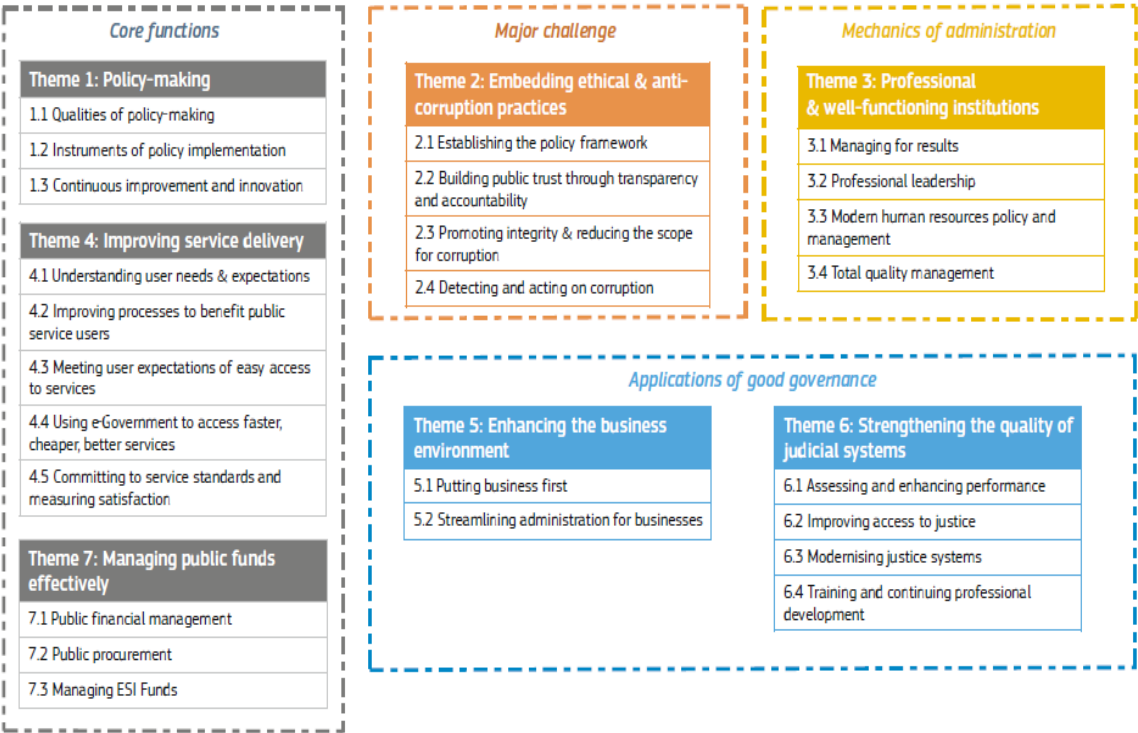 Core functions
Theme 1: Policy-making
1.1 Qualities of policy-making
1.2 Instruments of policy implementation
1.3 Continuous improvement and innovation
Theme 4: Improving service delivery
4.1 Understanding user needs & expectations
4.2 Improving processes to benefit public
service users
4.3 Meeting user expectations of easy access
to services
4.4 Using e-Government to access faster,
cheaper, better services
4.5 Committing to service standards and
measuring satisfaction
Theme 7: Managing public funds
effectively
7.1 Public financial management
7.2 Public procurement
7.3 Managing ESI Funds
Major challenge
Theme 2: Embedding ethical & anti-
corruption practices
2.1 Establishing the policy framework
2.2 Building public trust through transparency
and accountability
2.3 Promoting integrity & reducing the scope
for corruption
2.4 Detecting and acting on corruption
Mechanics of administration
Theme 3: Professional
& well-functioning institutions
3.1 Managing for results
3.2 Professional leadership
3.3 Modern human resources policy and
management
3.4 Total quality management
Applications of good governance
Theme 5: Enhancing the business
environment
5.1 Putting business first
5.2 Streamlining administration for businesses
Theme 6: Strengthening the quality of
judicial systems
6.1 Assessing and enhancing performance
6.2 Improving access to justice
6.3 Modernising justice systems
6.4 Training and continuing professional
development